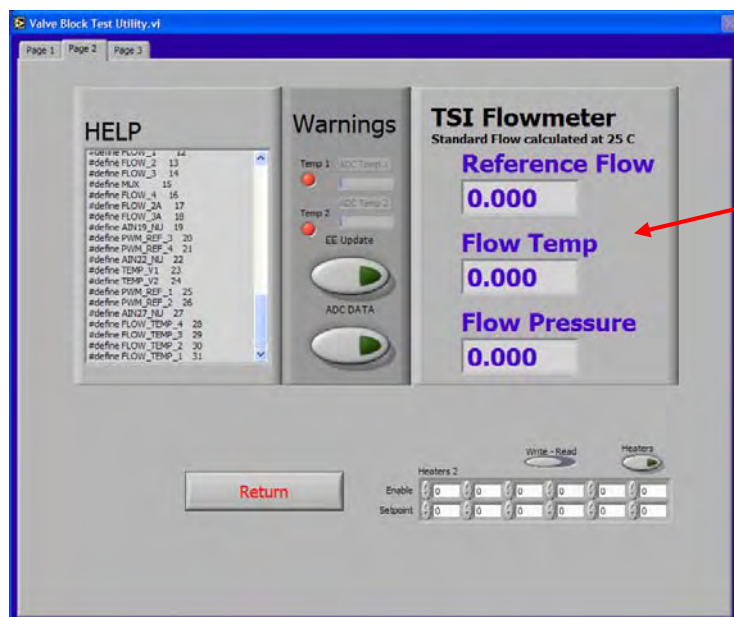 Valve Block Test Utility.vi
Page 1 Page 2 Page 3
HELP
#define FLOW_1 12
#define FLOW_2 13
#define FLOW_3 14
#define MUX 15
#define FLOW_4 16
#define FLOW_2A 17
#define FLOW_3A 18
#define AIN19_NU 19
#define PWM_REF_3 20
#define PWM_REF_4 21
#define AIN22_NU 22
#define TEMP_V1 23
#define TEMP_V2 24
#define PWM_REF_1 25
#define PWM_REF_2 26
#define AIN27_NU 27
#define FLOW_TEMP_4 28
#define FLOW_TEMP_3 29
#define FLOW_TEMP_2 30
#define FLOW_TEMP_1 31
Warnings
Temp 1 ADC Temp 1
ADC Temp 2
Temp 2
EE Update
ADC DATA
TSI Flowmeter
Standard Flow calculated at 25 C
Reference Flow
0.000
Flow Temp
0.000
Flow Pressure
0.000
Return
Write - Read Heaters
Heaters 2
Enable 0 0 0 0 0 0
Setpoint 0 0 0 0 0 0